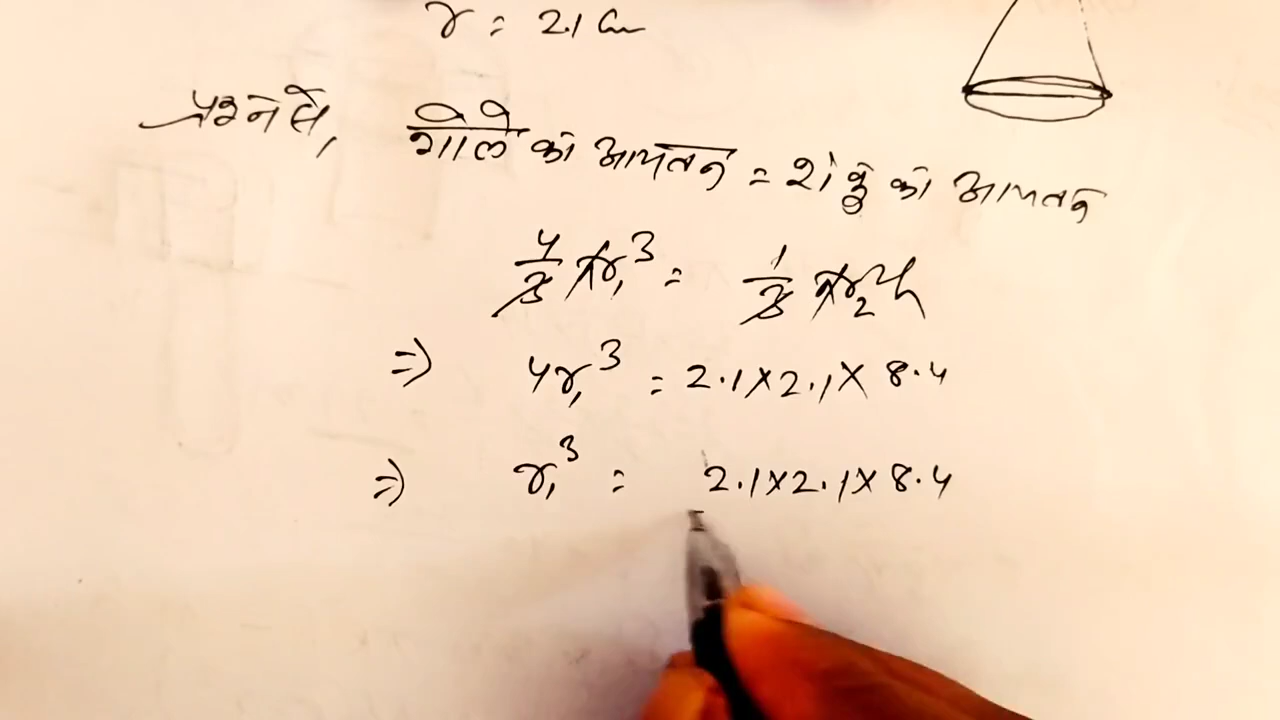 r = 2.1 Cm
प्रश्न से, गोले का आयतन = शंकु का आयतन
4/3 πr₁³ = 1/3 πr₂²h
=) 4r₁³ = 2.1×2.1×8.4
=) r₁³ = 2.1×2.1×8.4